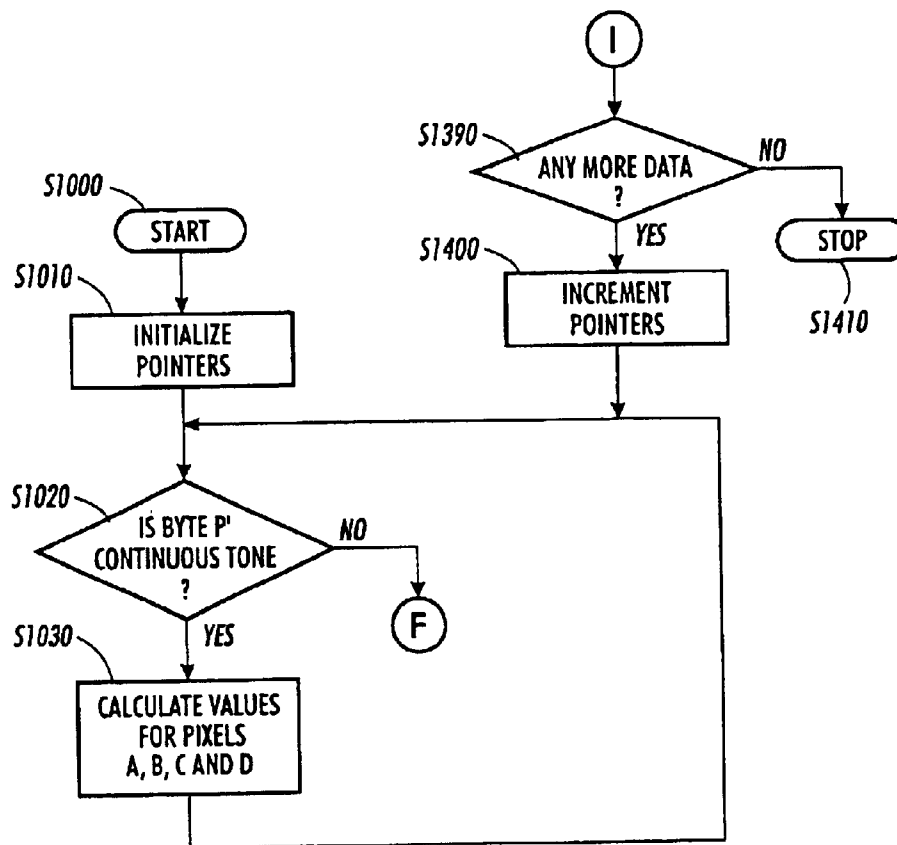 I
S1390
ANY MORE DATA
?
NO
YES
STOP
S1410
S1400
INCREMENT
POINTERS
S1000
START
S1010
INITIALIZE
POINTERS
S1020
IS BYTE P'
CONTINUOUS TONE
?
NO
F
YES
S1030
CALCULATE VALUES
FOR PIXELS
A, B, C AND D